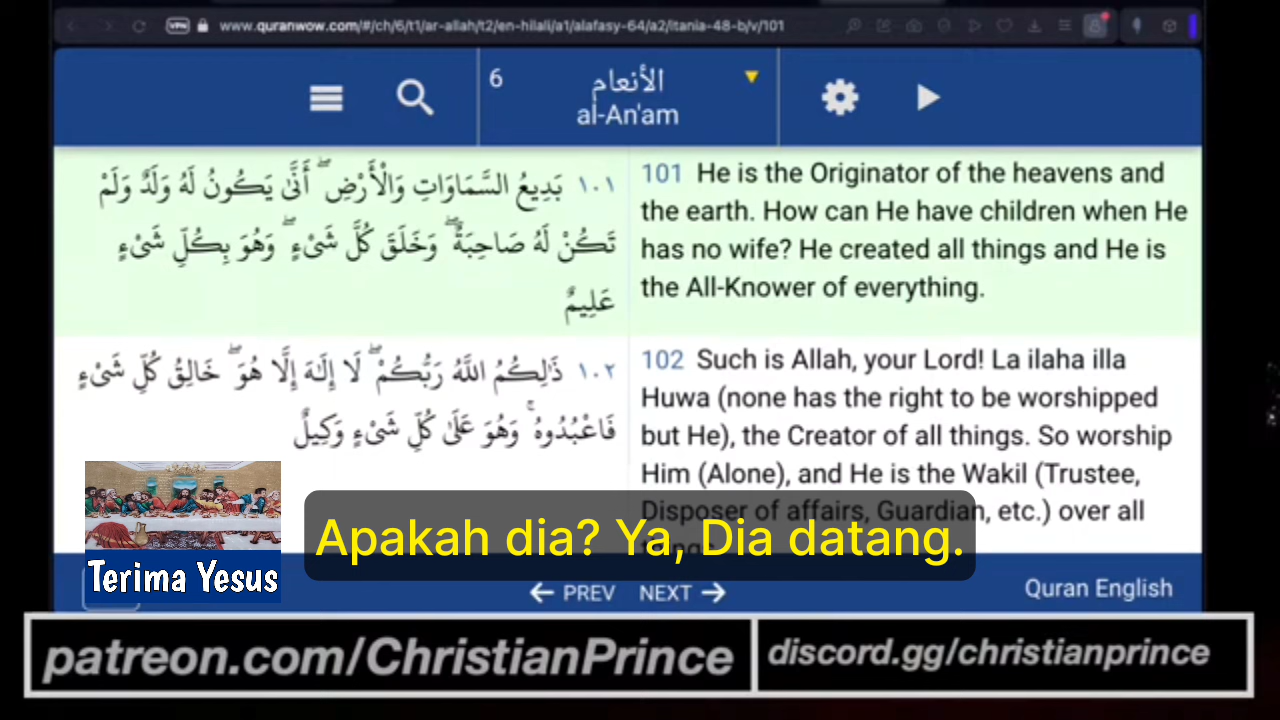 VPN www.quranwow.com/#/ch/6/t1/ar-allah/t2/en-hilali/a1/alafasy-64/a2/itania-48-b/v/101
6
الأنعام
al-An'am
١٠١ بَدِيعُ السَّمَاوَاتِ وَالْأَرْضِ ۖ أَنَّىٰ يَكُونُ لَهُ وَلَدٌ وَلَمْ
تَكُنْ لَهُ صَاحِبَةٌ ۖ وَخَلَقَ كُلَّ شَيْءٍ ۖ وَهُوَ بِكُلِّ شَيْءٍ
عَلِيمٌ
101 He is the Originator of the heavens and
the earth. How can He have children when He
has no wife? He created all things and He is
the All-Knower of everything.
١٠٢ ذَٰلِكُمُ اللَّهُ رَبُّكُمْ ۖ لَا إِلَٰهَ إِلَّا هُوَ ۖ خَالِقُ كُلِّ شَيْءٍ
فَاعْبُدُوهُ ۚ وَهُوَ عَلَىٰ كُلِّ شَيْءٍ وَكِيلٌ
102 Such is Allah, your Lord! La ilaha illa
Huwa (none has the right to be worshipped
but He), the Creator of all things. So worship
Him (Alone), and He is the Wakil (Trustee,
Disposer of affairs, Guardian, etc.) over all
Apakah dia? Ya, Dia datang.
Terima Yesus
PREV NEXT
Quran English
patreon.com/ChristianPrince
discord.gg/christianprince